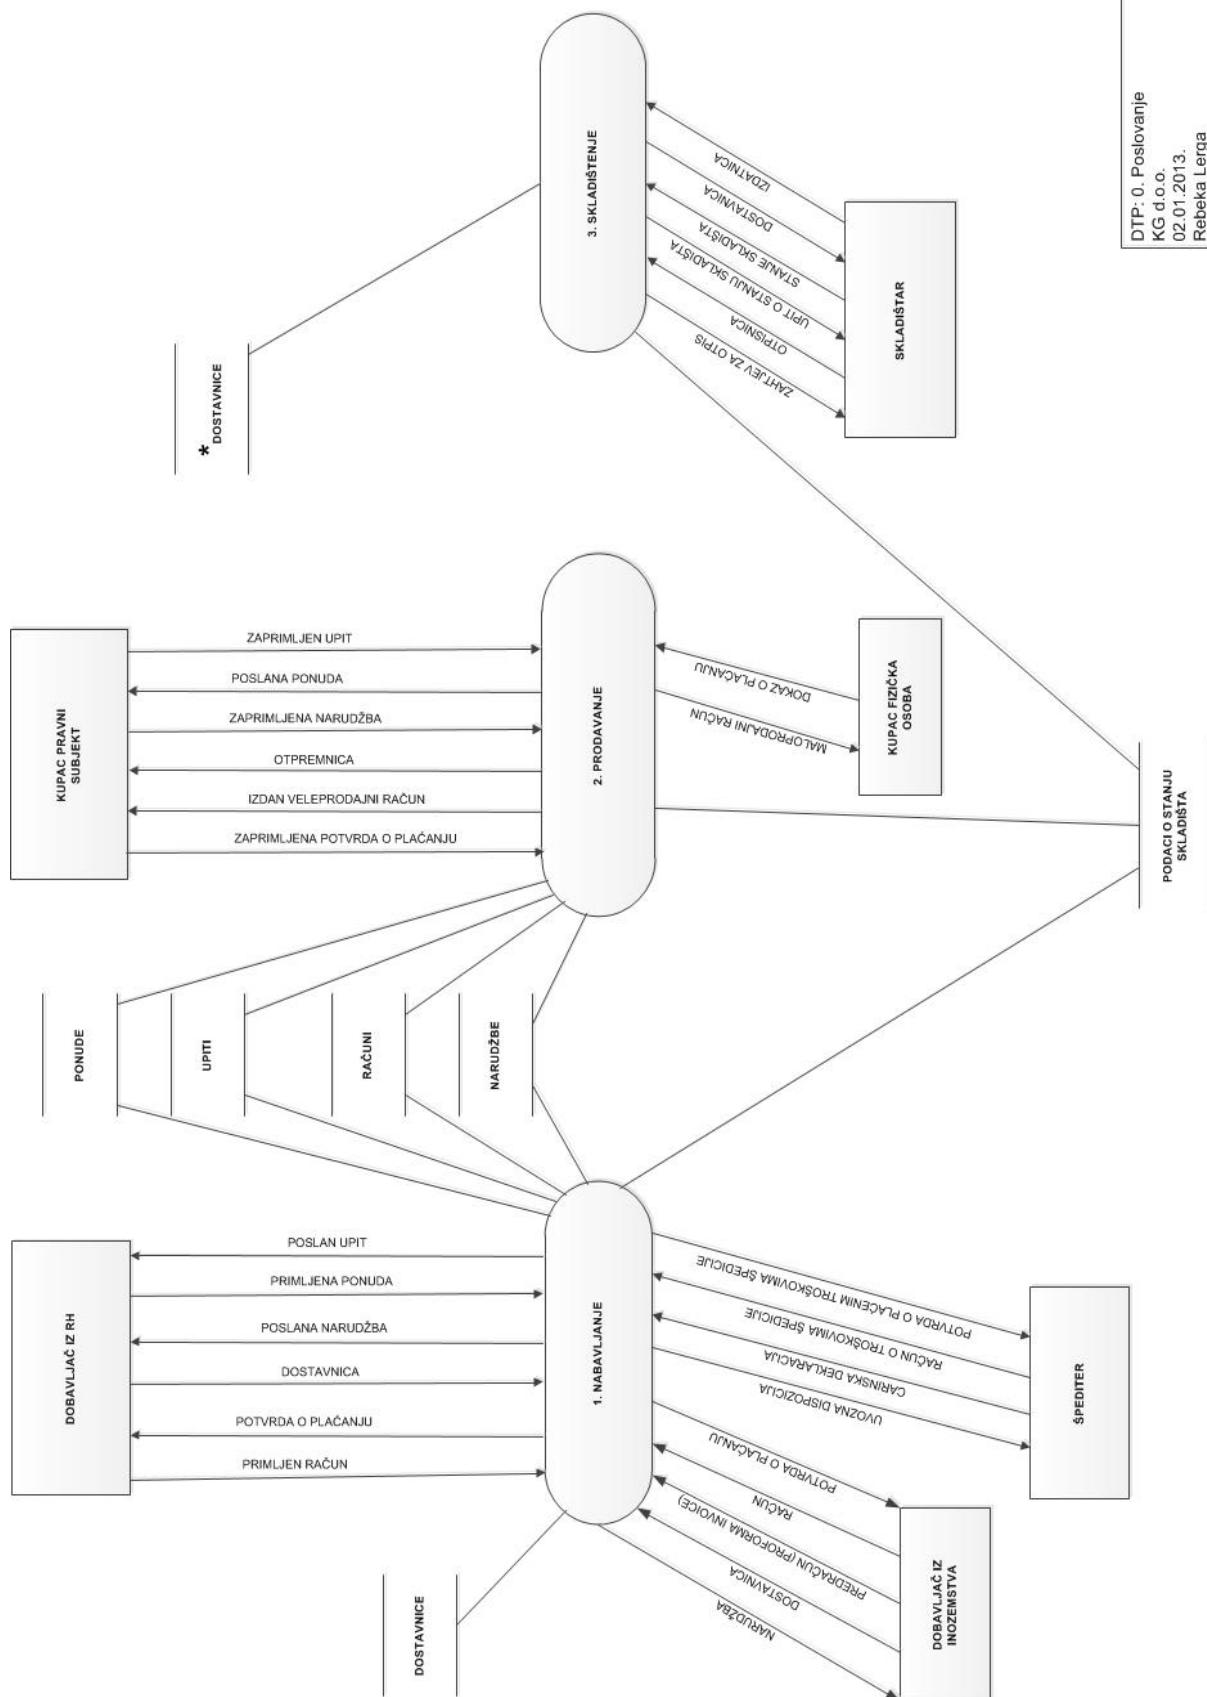 DOBAVLJAČ IZ RH
POSLAN UPIT
PRIMLJENA PONUDA
POSLANA NARUDŽBA
DOSTAVNICA
POTVRDA O PLAĆANJU
PRIMLJEN RAČUN
DOSTAVNICE
1. NABAVLJANJE
NARUDŽBA
DOSTAVNICA
PREDRAČUN (PROFORMA INVOICE)
RAČUN
POTVRDA O PLAĆANJU
DOBAVLJAČ IZ
INOZEMSTVA
UVOZNA DISPOZICIJA
CARINSKA DEKLARACIJA
RAČUN O TROŠKOVIMA ŠPEDICIJE
POTVRDA O PLAĆENIM TROŠKOVIMA ŠPEDICIJE
ŠPEDITER
PONUDE
UPITI
RAČUNI
NARUDŽBE
KUPAC PRAVNI
SUBJEKT
ZAPRIMLJEN UPIT
POSLANA PONUDA
ZAPRIMLJENA NARUDŽBA
OTPREMNICA
IZDAN VELEPRODAJNI RAČUN
ZAPRIMLJENA POTVRDA O PLAĆANJU
2. PRODAVANJE
MALOPRODAJNI RAČUN
DOKAZ O PLAĆANJU
KUPAC FIZIČKA
OSOBA
PODACI O STANJU
SKLADIŠTA
* DOSTAVNICE
3. SKLADIŠTENJE
ZAHTJEV ZA OTPIS
OTPISNICA
UPIT O STANJU SKLADIŠTA
STANJE SKLADIŠTA
DOSTAVNICA
IZDATNICA
SKLADIŠTAR
DTP: 0. Poslovanje
KG d.o.o.
02.01.2013.
Rebeka Lerga